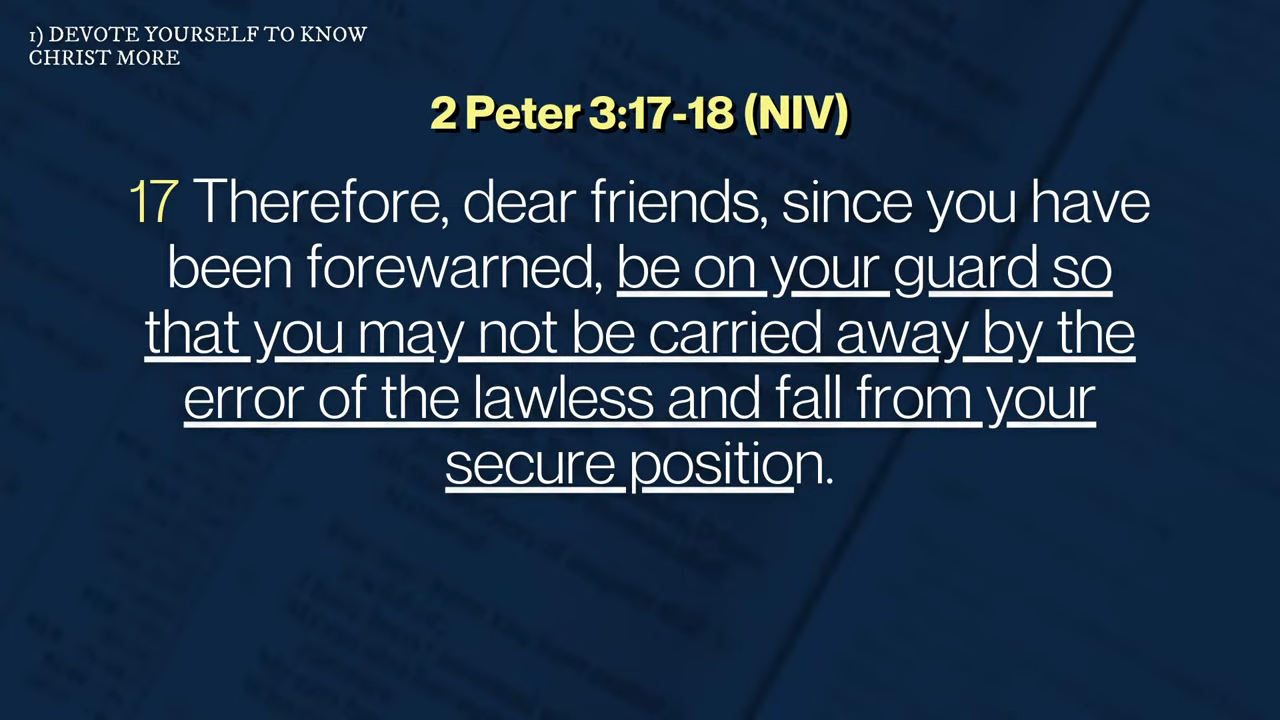 1) DEVOTE YOURSELF TO KNOW
CHRIST MORE
2 Peter 3:17-18 (NIV)
17 Therefore, dear friends, since you have
been forewarned, be on your guard so
that you may not be carried away by the
error of the lawless and fall from your
secure position.